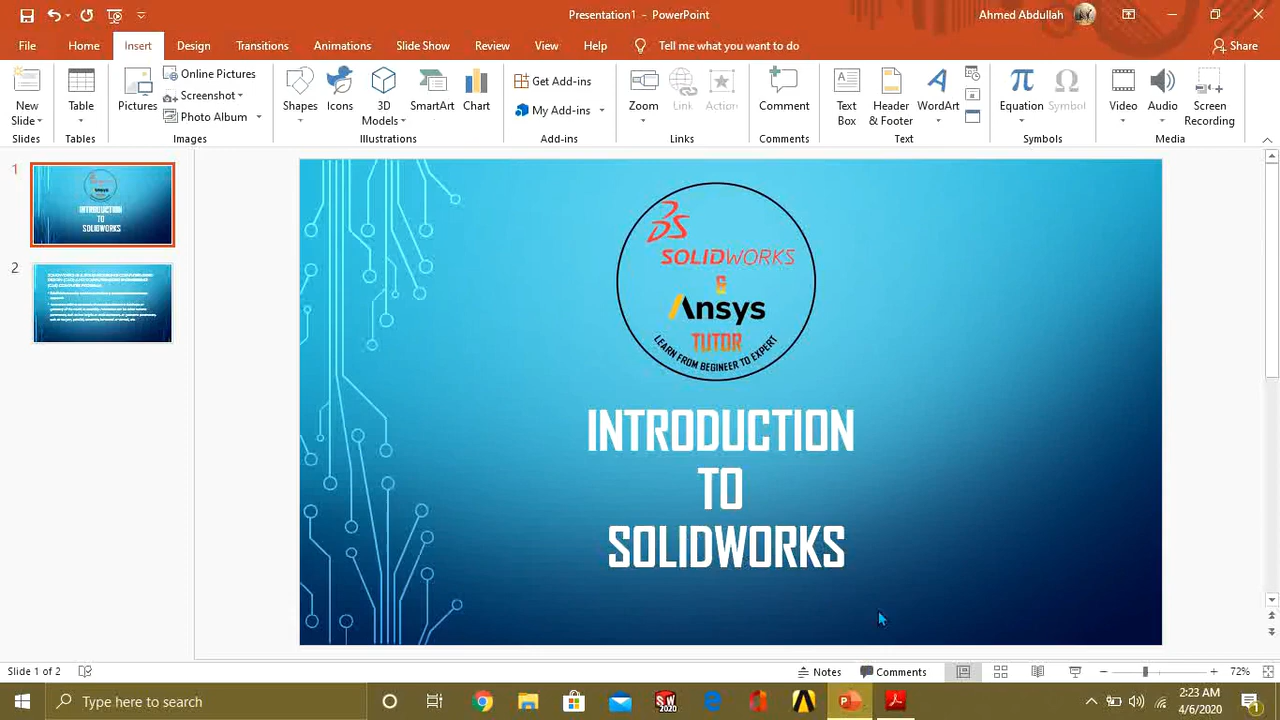 Presentation1 - PowerPoint
Ahmed Abdullah
File Home Insert Design Transitions Animations Slide Show Review View Help Tell me what you want to do Share
New Slide
Slides
Table
Tables
Pictures
Online Pictures
Screenshot
Photo Album
Images
Shapes
Icons
3D Models
SmartArt
Chart
Illustrations
Get Add-ins
My Add-ins
Add-ins
Zoom
Link
Action
Links
Comment
Comments
Text Box
Header & Footer
WordArt
Text
Equation
Symbol
Symbols
Video
Audio
Screen Recording
Media
1
INTRODUCTION
TO
SOLIDWORKS
2
SOLIDWORKS
&
Ansys
TUTOR
LEARN FROM BEGINEER TO EXPERT
INTRODUCTION
TO
SOLIDWORKS
Slide 1 of 2
Notes
Comments
72%
Type here to search
SW
2020
2:23 AM
4/6/2020
1